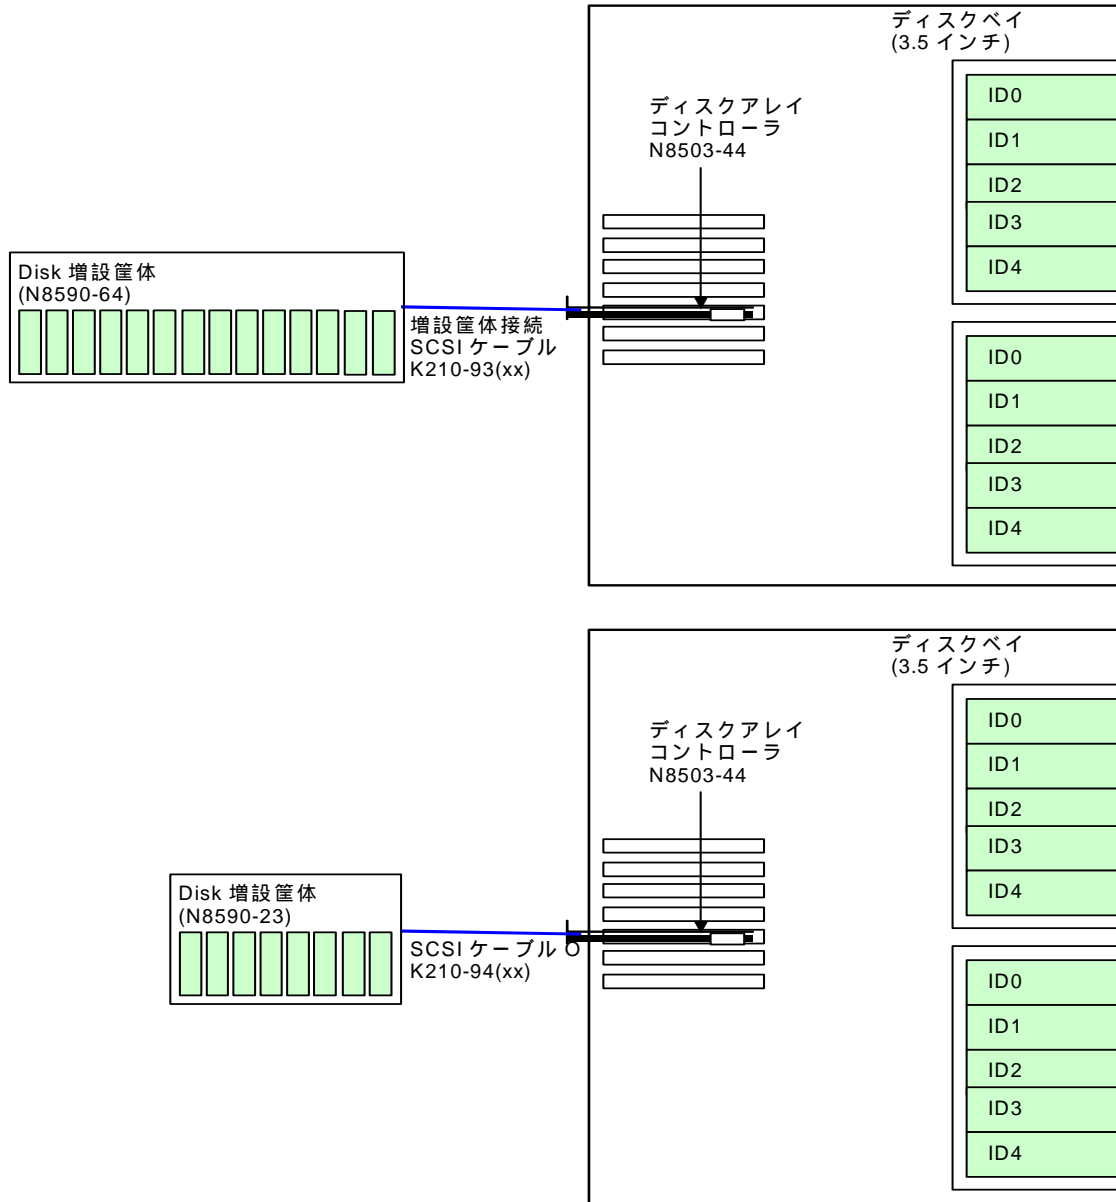 ディスクベイ
(3.5 インチ)
ID0
ID1
ID2
ID3
ID4
ディスクアレイ
コントローラ
N8503-44
Disk 増設筐体
(N8590-64)
増設筐体接続
SCSI ケーブル
K210-93(xx)
ID0
ID1
ID2
ID3
ID4
ディスクベイ
(3.5 インチ)
ID0
ID1
ID2
ID3
ID4
ディスクアレイ
コントローラ
N8503-44
Disk 増設筐体
(N8590-23)
SCSI ケーブル
K210-94(xx)
ID0
ID1
ID2
ID3
ID4